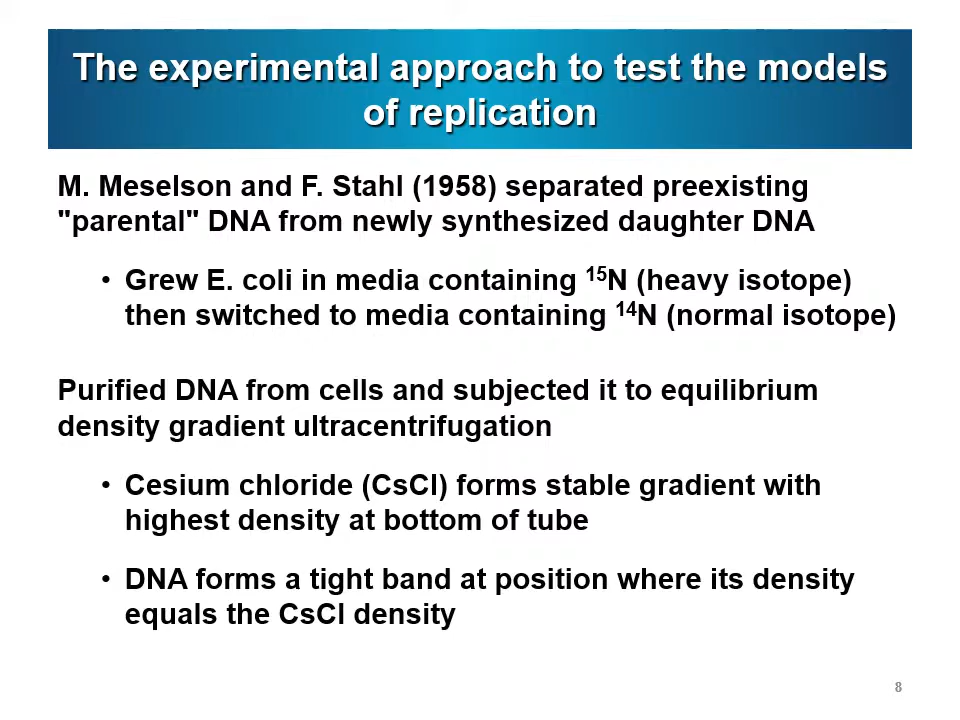 The experimental approach to test the models
of replication
M. Meselson and F. Stahl (1958) separated preexisting
"parental" DNA from newly synthesized daughter DNA
• Grew E. coli in media containing ¹⁵N (heavy isotope)
then switched to media containing ¹⁴N (normal isotope)
Purified DNA from cells and subjected it to equilibrium
density gradient ultracentrifugation
• Cesium chloride (CsCl) forms stable gradient with
highest density at bottom of tube
• DNA forms a tight band at position where its density
equals the CsCl density
8